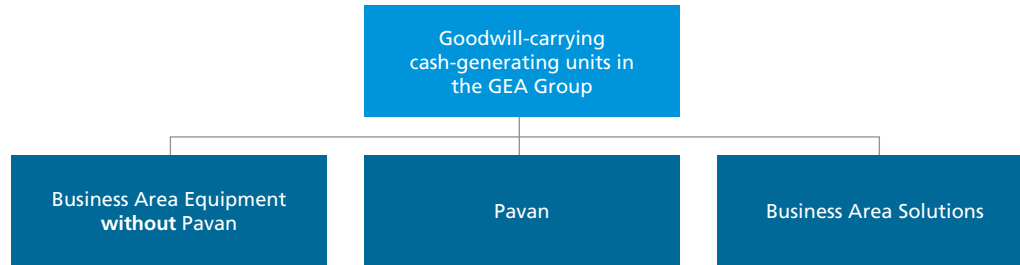 Goodwill-carrying
cash-generating units in
the GEA Group
Business Area Equipment
without Pavan
Pavan
Business Area Solutions